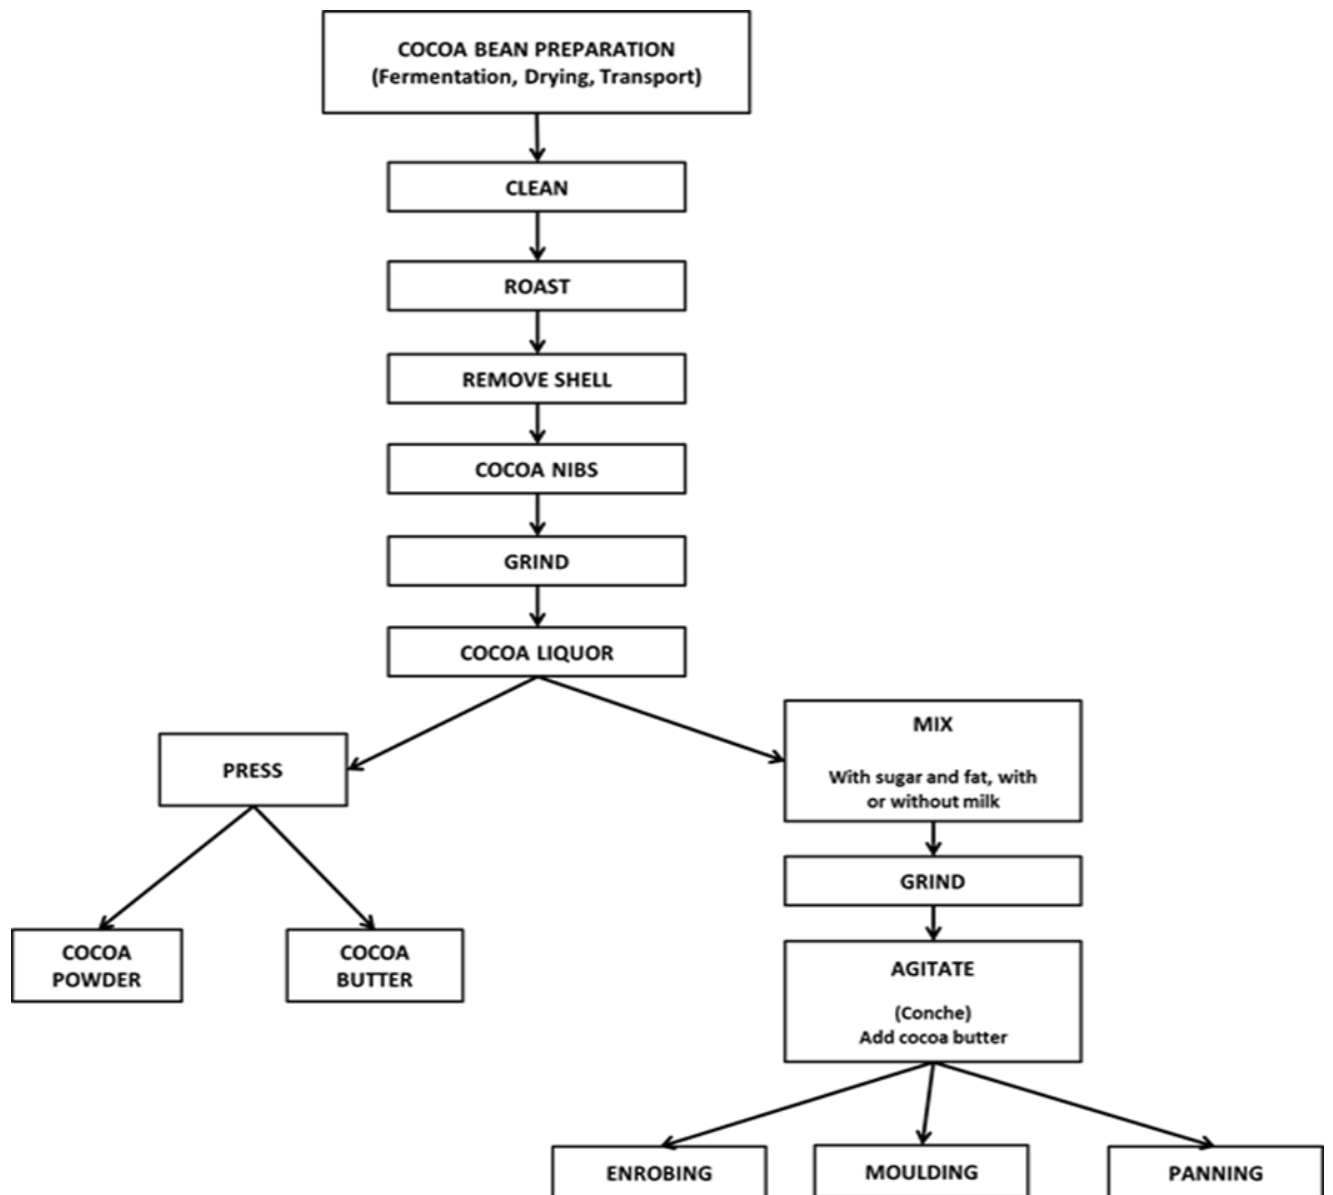 COCOA BEAN PREPARATION
(Fermentation, Drying, Transport)
CLEAN
ROAST
REMOVE SHELL
COCOA NIBS
GRIND
COCOA LIQUOR
PRESS
MIX
With sugar and fat, with
or without milk
GRIND
COCOA
POWDER
COCOA
BUTTER
AGITATE
(Conche)
Add cocoa butter
ENROBING
MOULDING
PANNING